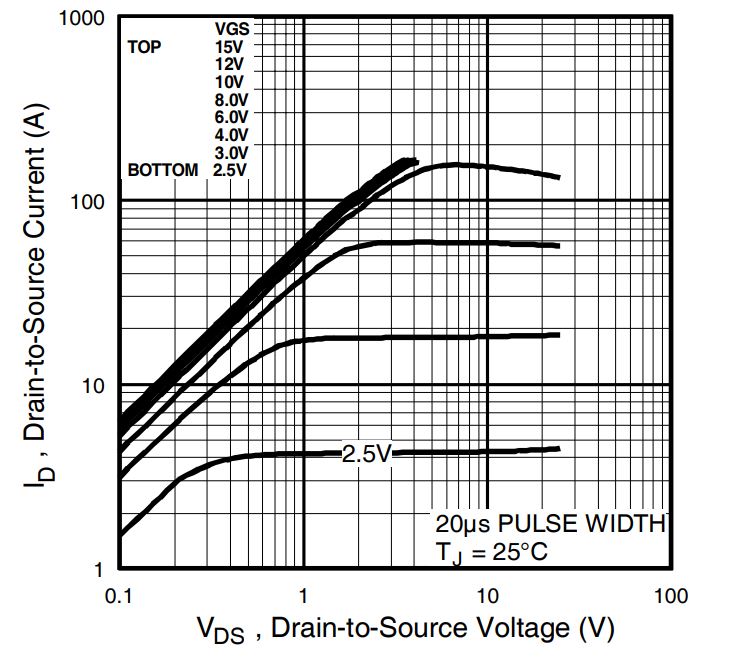 1000
VGS
TOP 15V
12V
10V
8.0V
6.0V
4.0V
3.0V
BOTTOM 2.5V
100
10
1
2.5V
20µs PULSE WIDTH
TJ = 25°C
0.1 1 10 100
VDS , Drain-to-Source Voltage (V)
ID , Drain-to-Source Current (A)